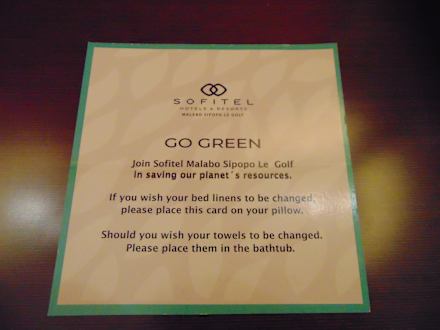 SOFITEL
HOTELS & RESORTS
MALABO SIPOPO LE GOLF
GO GREEN
Join Sofitel Malabo Sipopo Le Golf
in saving our planet´s resources.
If you wish your bed linens to be changed,
please place this card on your pillow.
Should you wish your towels to be changed.
Please place them in the bathtub.